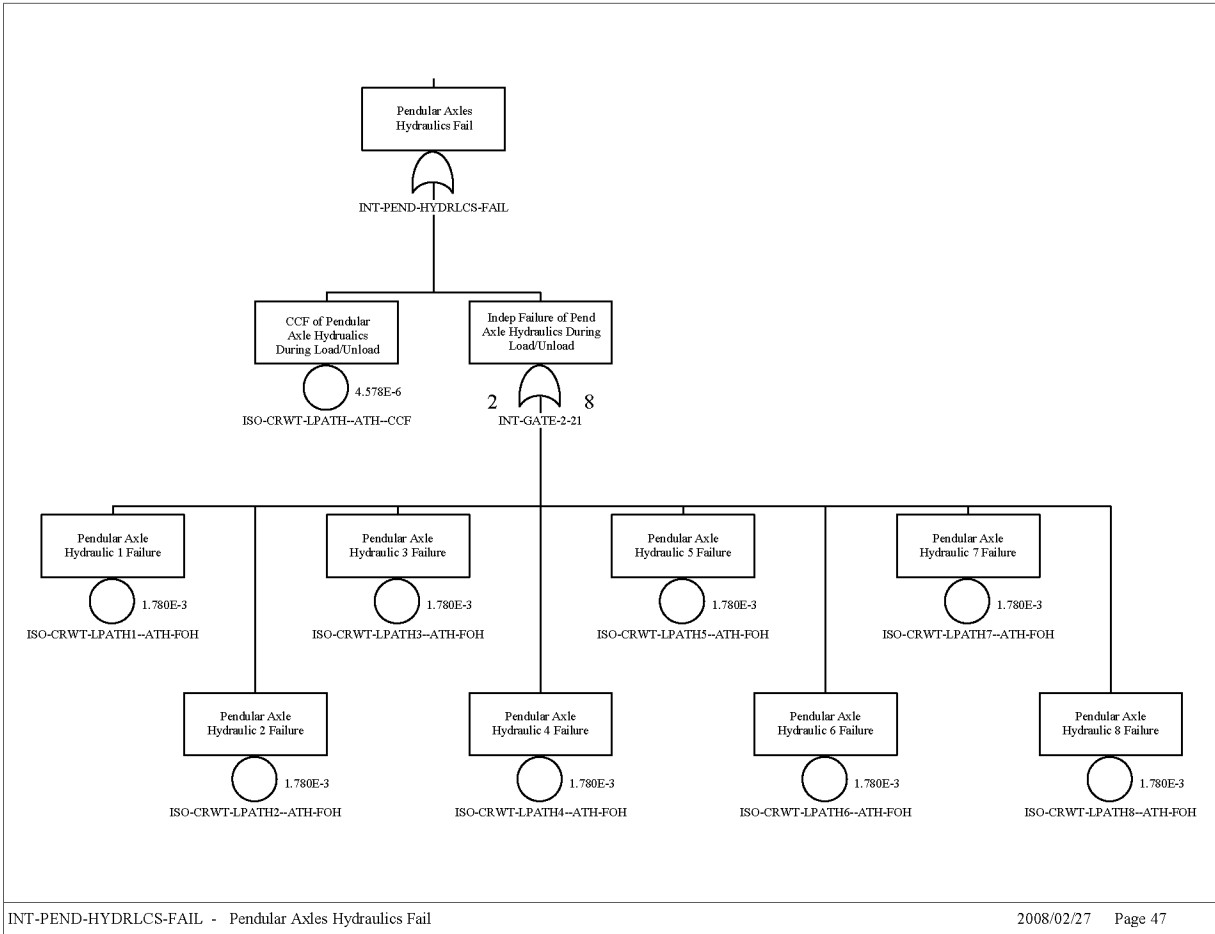 Pendular Axles
Hydraulics Fail
INT-PEND-HYDRLCS-FAIL
CCF of Pendular
Axle Hydrualics
During Load/Unload
4.578E-6
ISO-CRWT-LPATH--ATH--CCF
Indep Failure of Pend
Axle Hydraulics During
Load/Unload
2 8
INT-GATE-2-21
Pendular Axle
Hydraulic 1 Failure
1.780E-3
ISO-CRWT-LPATH1--ATH-FOH
Pendular Axle
Hydraulic 3 Failure
1.780E-3
ISO-CRWT-LPATH3--ATH-FOH
Pendular Axle
Hydraulic 5 Failure
1.780E-3
ISO-CRWT-LPATH5--ATH-FOH
Pendular Axle
Hydraulic 7 Failure
1.780E-3
ISO-CRWT-LPATH7--ATH-FOH
Pendular Axle
Hydraulic 2 Failure
1.780E-3
ISO-CRWT-LPATH2--ATH-FOH
Pendular Axle
Hydraulic 4 Failure
1.780E-3
ISO-CRWT-LPATH4--ATH-FOH
Pendular Axle
Hydraulic 6 Failure
1.780E-3
ISO-CRWT-LPATH6--ATH-FOH
Pendular Axle
Hydraulic 8 Failure
1.780E-3
ISO-CRWT-LPATH8--ATH-FOH
INT-PEND-HYDRLCS-FAIL - Pendular Axles Hydraulics Fail
2008/02/27 Page 47